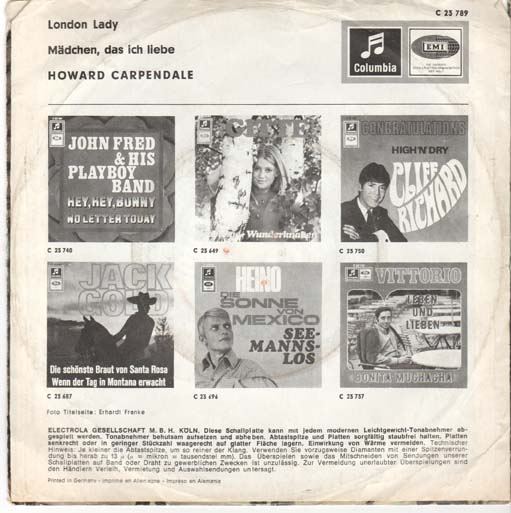 London Lady
Mädchen, das ich liebe
HOWARD CARPENDALE
C 23 789
Columbia
EMI
JOHN FRED
& HIS
PLAYBOY
BAND
HEY, HEY, BUNNY
NO LETTER TODAY
C 23 740
GITTE
Wunderknaben
C 23 649
CONGRATULATIONS
HIGH'N'DRY
CLIFF
RICHARD
C 23 750
JACK
GOLD
Die schönste Braut von Santa Rosa
Wenn der Tag in Montana erwacht
C 23 687
HEINO
DIE
SONNE
VON
MEXICO
SEE-
MANNS-
LOS
C 23 696
VITTORIO
LEBEN
UND
LIEBEN
BONITA MUCHACHA
C 23 737
Foto Titelseite: Erhardt Franke
ELECTROLA GESELLSCHAFT M. B. H. KÖLN. Diese Schallplatte kann mit jedem modernen Leichtgewicht-Tonabnehmer ab-
gespielt werden. Tonabnehmer behutsam aufsetzen und abheben. Abtastspitze und Platten sorgfältig staubfrei halten. Platten
senkrecht oder in geringer Stückzahl waagerecht auf glatter Fläche lagern. Einwirkung von Wärme vermeiden. Technischer
Hinweis: Je kleiner die Abtastspitze, um so reiner der Klang. Verwenden Sie vorzugsweise Diamanten mit einer Spitzenverrun-
dung bis herab zu 13 µ (µ = mikron = tausendstel mm). Das Überspielen sowie das Mitschneiden von Sendungen unserer
Schallplatten auf Band oder Draht zu gewerblichen Zwecken ist unzulässig. Zur Vermeidung unerlaubter Überspielungen sind
den Händlern Verleih, Vermietung und Auswahlsendungen untersagt.
Printed in Germany - Imprimé en Allemagne - Impreso en Alemania